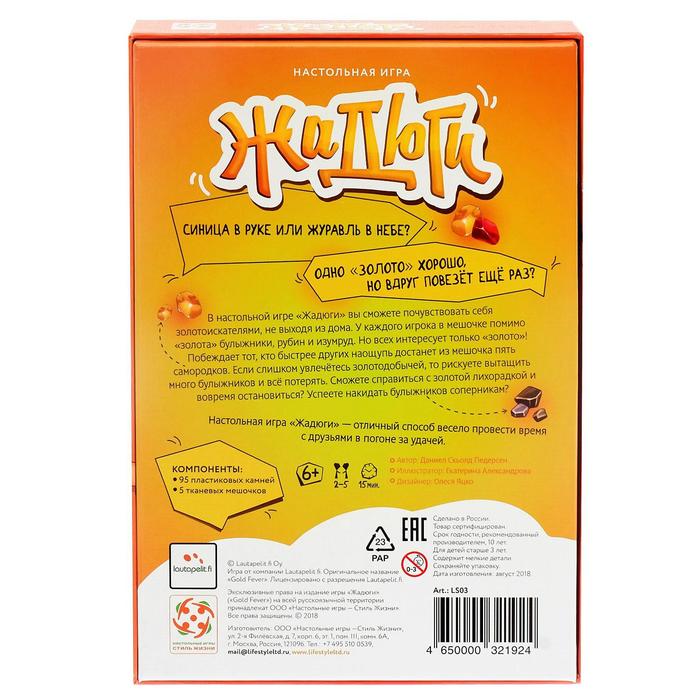 НАСТОЛЬНАЯ ИГРА
ЖАДЮГИ
СИНИЦА В РУКЕ ИЛИ ЖУРАВЛЬ В НЕБЕ?
ОДНО «ЗОЛОТО» ХОРОШО,
НО ВДРУГ ПОВЕЗЁТ ЕЩЁ РАЗ?
В настольной игре «Жадюги» вы сможете почувствовать себя
золотоискателями, не выходя из дома. У каждого игрока в мешочке помимо
«золота» булыжники, рубин и изумруд. Но всех интересует только «золото»!
Побеждает тот, кто быстрее других наощупь достанет из мешочка пять
самородков. Если слишком увлечётесь золотодобычей, то рискуете вытащить
много булыжников и всё потерять. Сможете справиться с золотой лихорадкой и
вовремя остановиться? Успеете накидать булыжников соперникам?
Настольная игра «Жадюги» — отличный способ весело провести время
с друзьями в погоне за удачей.
КОМПОНЕНТЫ:
• 95 пластиковых камней
• 5 тканевых мешочков
6+
2-5
15 мин.
Автор: Даниел Скьолд Педерсен
Иллюстратор: Екатерина Александрова
Дизайнер: Олеся Яцко
lautapelit.fi
НАСТОЛЬНЫЕ ИГРЫ
СТИЛЬ ЖИЗНИ
© Lautapelit.fi Oy
Игра от компании Lautapelit.fi. Оригинальное название
«Gold Fever». Лицензировано с разрешения Lautapelit.fi.
Эксклюзивные права на издание игры «Жадюги»
(«Gold Fever») на всей русскоязычной территории
принадлежат ООО «Настольные игры — Стиль Жизни».
Все права защищены. © 2018
Изготовитель: ООО «Настольные игры —Стиль Жизни»,
ул. 2-я Филёвская, д.7, корп. 6, эт. 1, пом. III, комн. 6А,
г. Москва, Россия, 121096. Тел.: +7 495 510 0539,
mail@lifestyleltd.ru, www.lifestyleltd.ru
23
PAP
EAC
0-3
Сделано в России.
Товар сертифицирован.
Срок годности, рекомендованный
производителем, 10 лет.
Для детей старше 3 лет.
Содержит мелкие детали.
Сохраняйте упаковку.
Дата изготовления: август 2018.
Art.: LS03
4 650000 321924